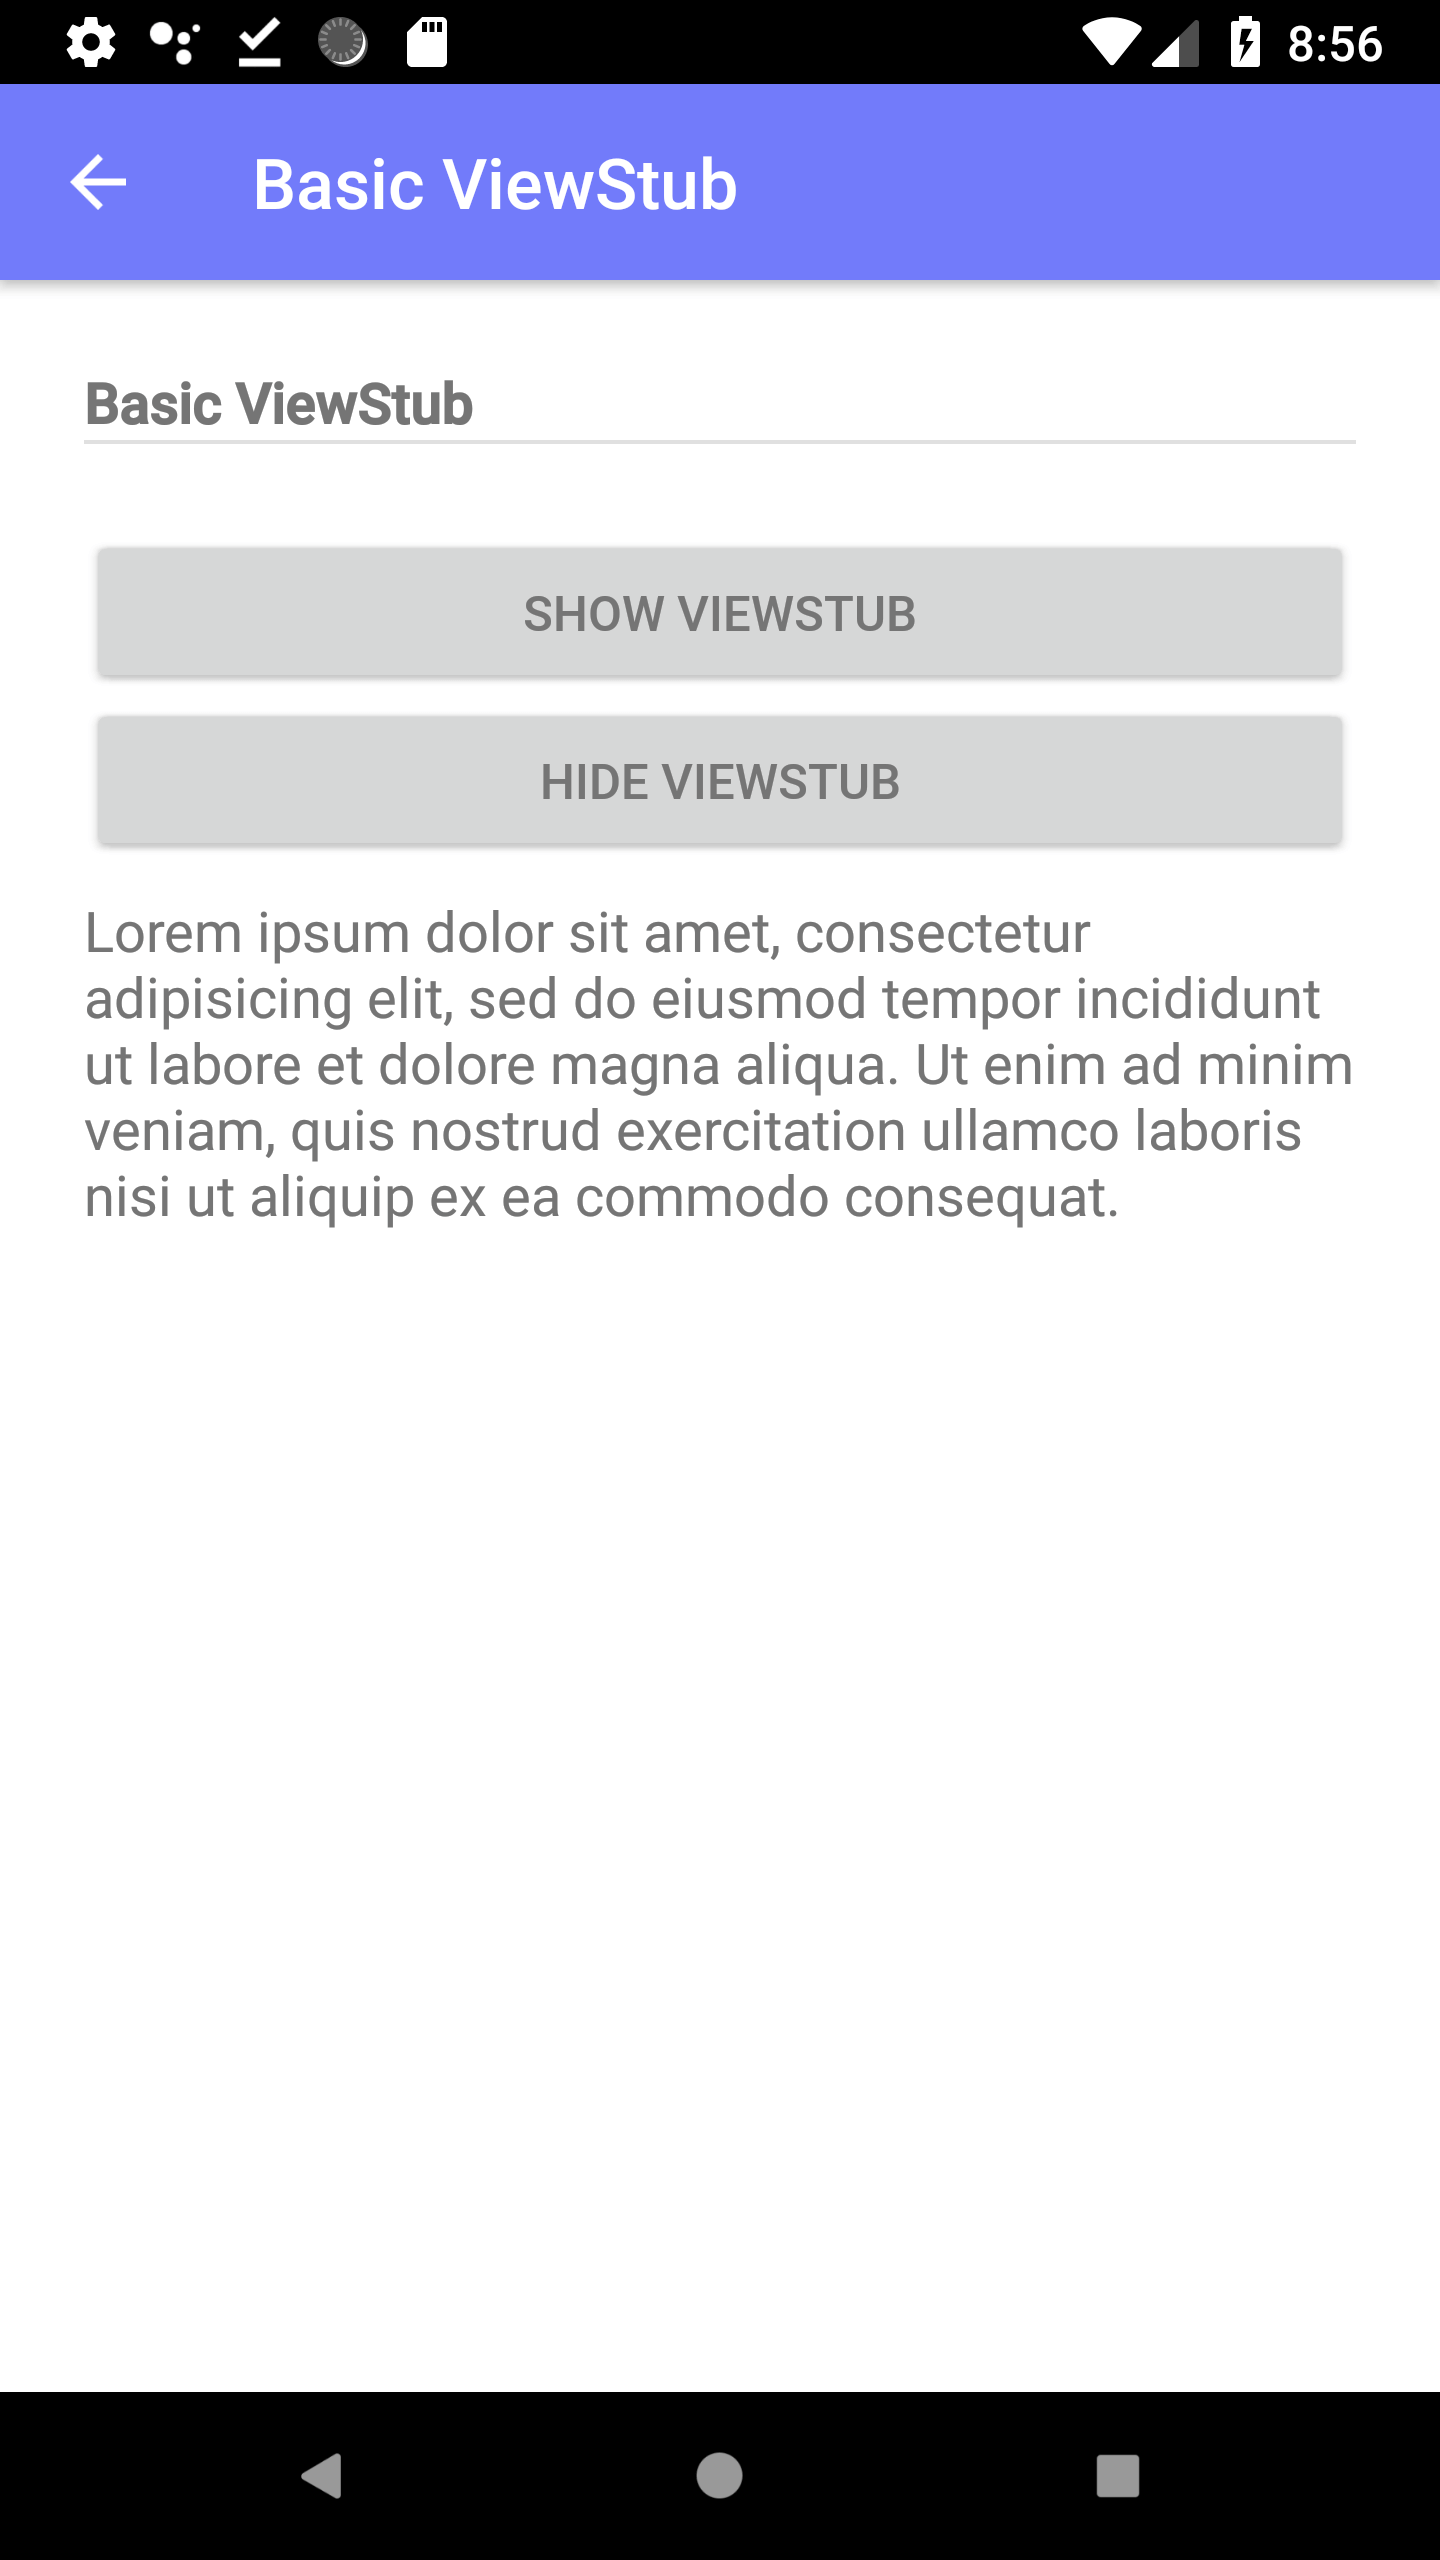 8:56
Basic ViewStub
Basic ViewStub
SHOW VIEWSTUB
HIDE VIEWSTUB
Lorem ipsum dolor sit amet, consectetur
adipisicing elit, sed do eiusmod tempor incididunt
ut labore et dolore magna aliqua. Ut enim ad minim
veniam, quis nostrud exercitation ullamco laboris
nisi ut aliquip ex ea commodo consequat.